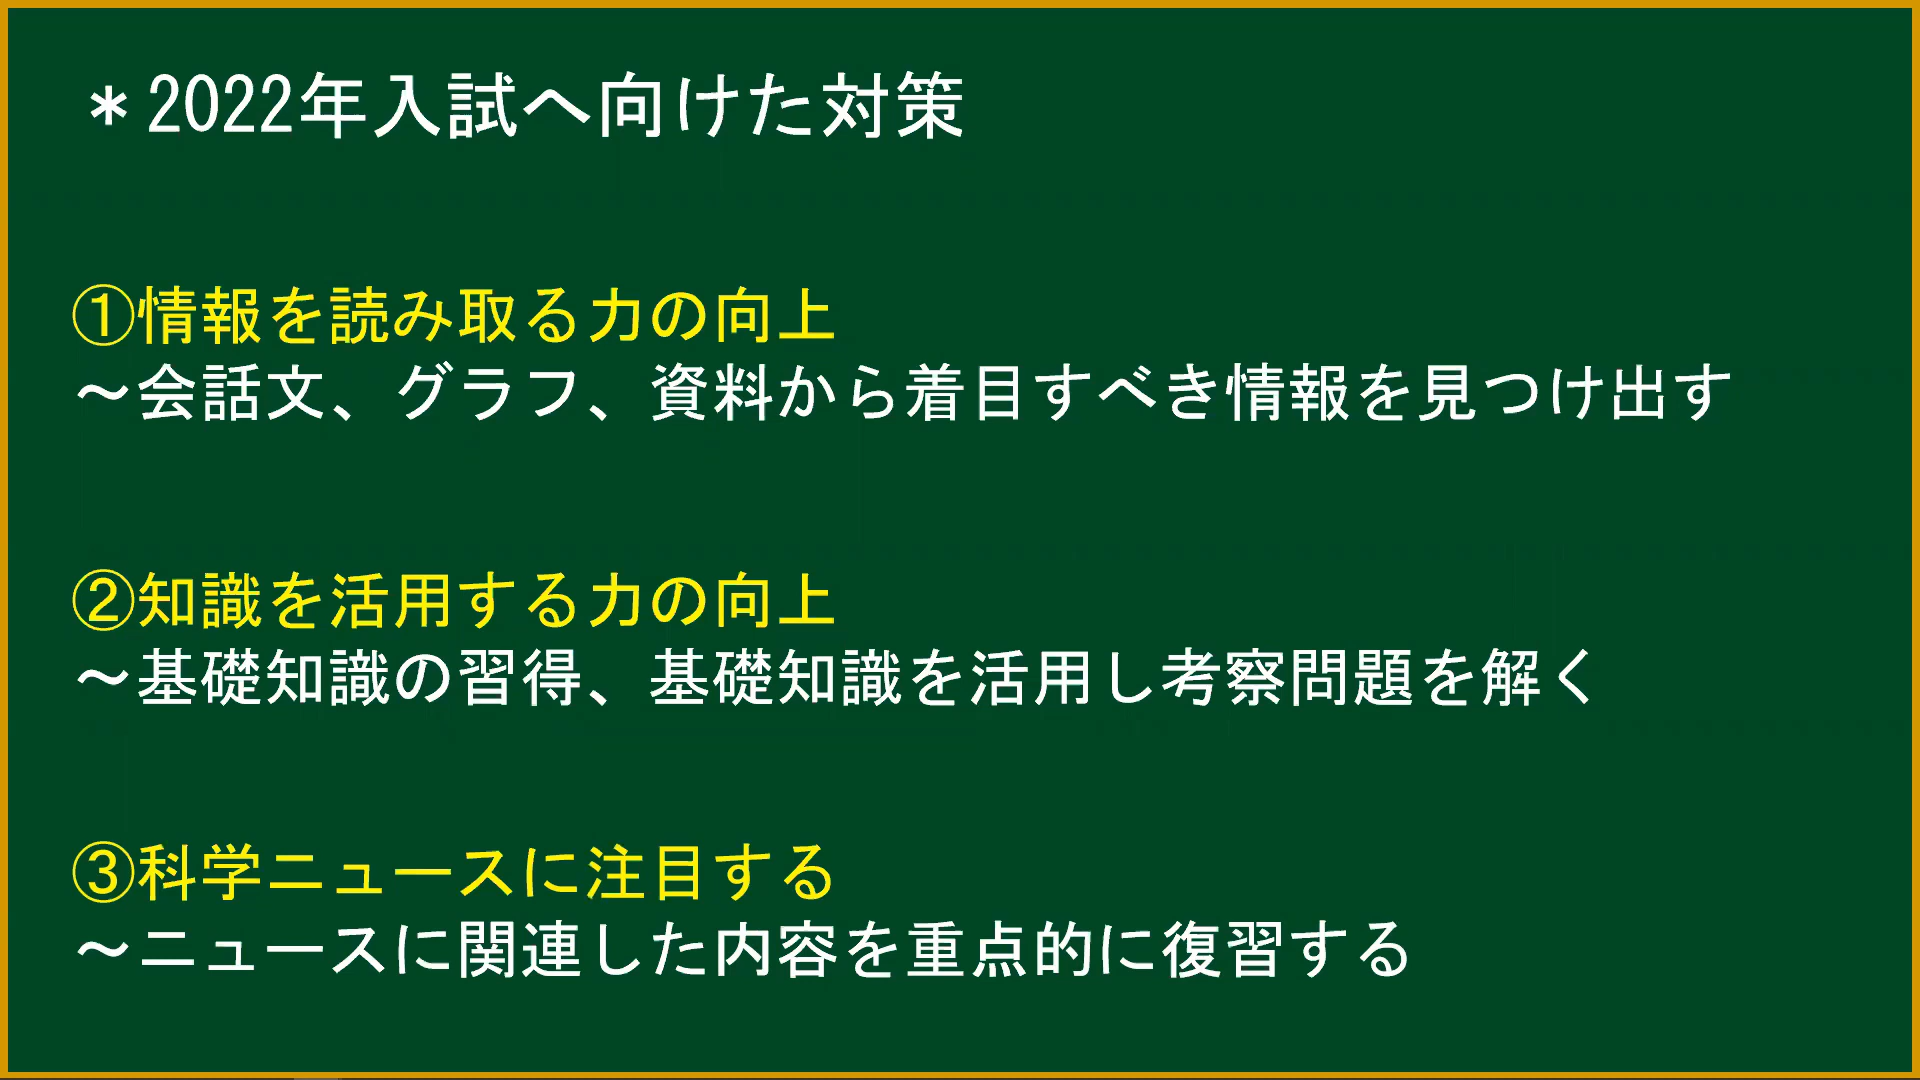 ＊2022年入試へ向けた対策
①情報を読み取る力の向上
～会話文、グラフ、資料から着目すべき情報を見つけ出す
②知識を活用する力の向上
～基礎知識の習得、基礎知識を活用し考察問題を解く
③科学ニュースに注目する
～ニュースに関連した内容を重点的に復習する